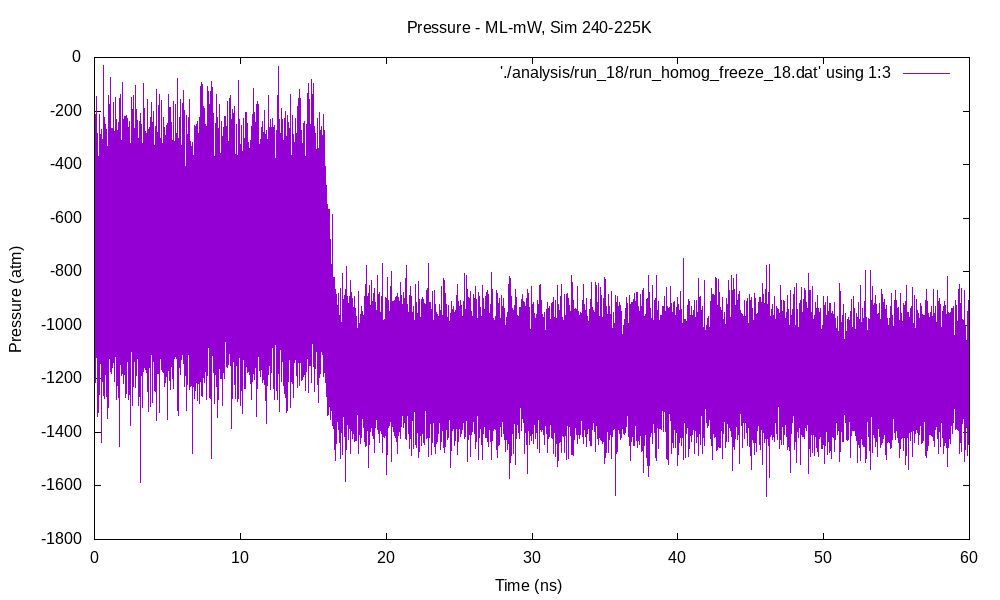 Pressure - ML-mW, Sim 240-225K
'./analysis/run_18/run_homog_freeze_18.dat' using 1:3
0
-200
-400
-600
-800
-1000
-1200
-1400
-1600
-1800
Pressure (atm)
0 10 20 30 40 50 60
Time (ns)